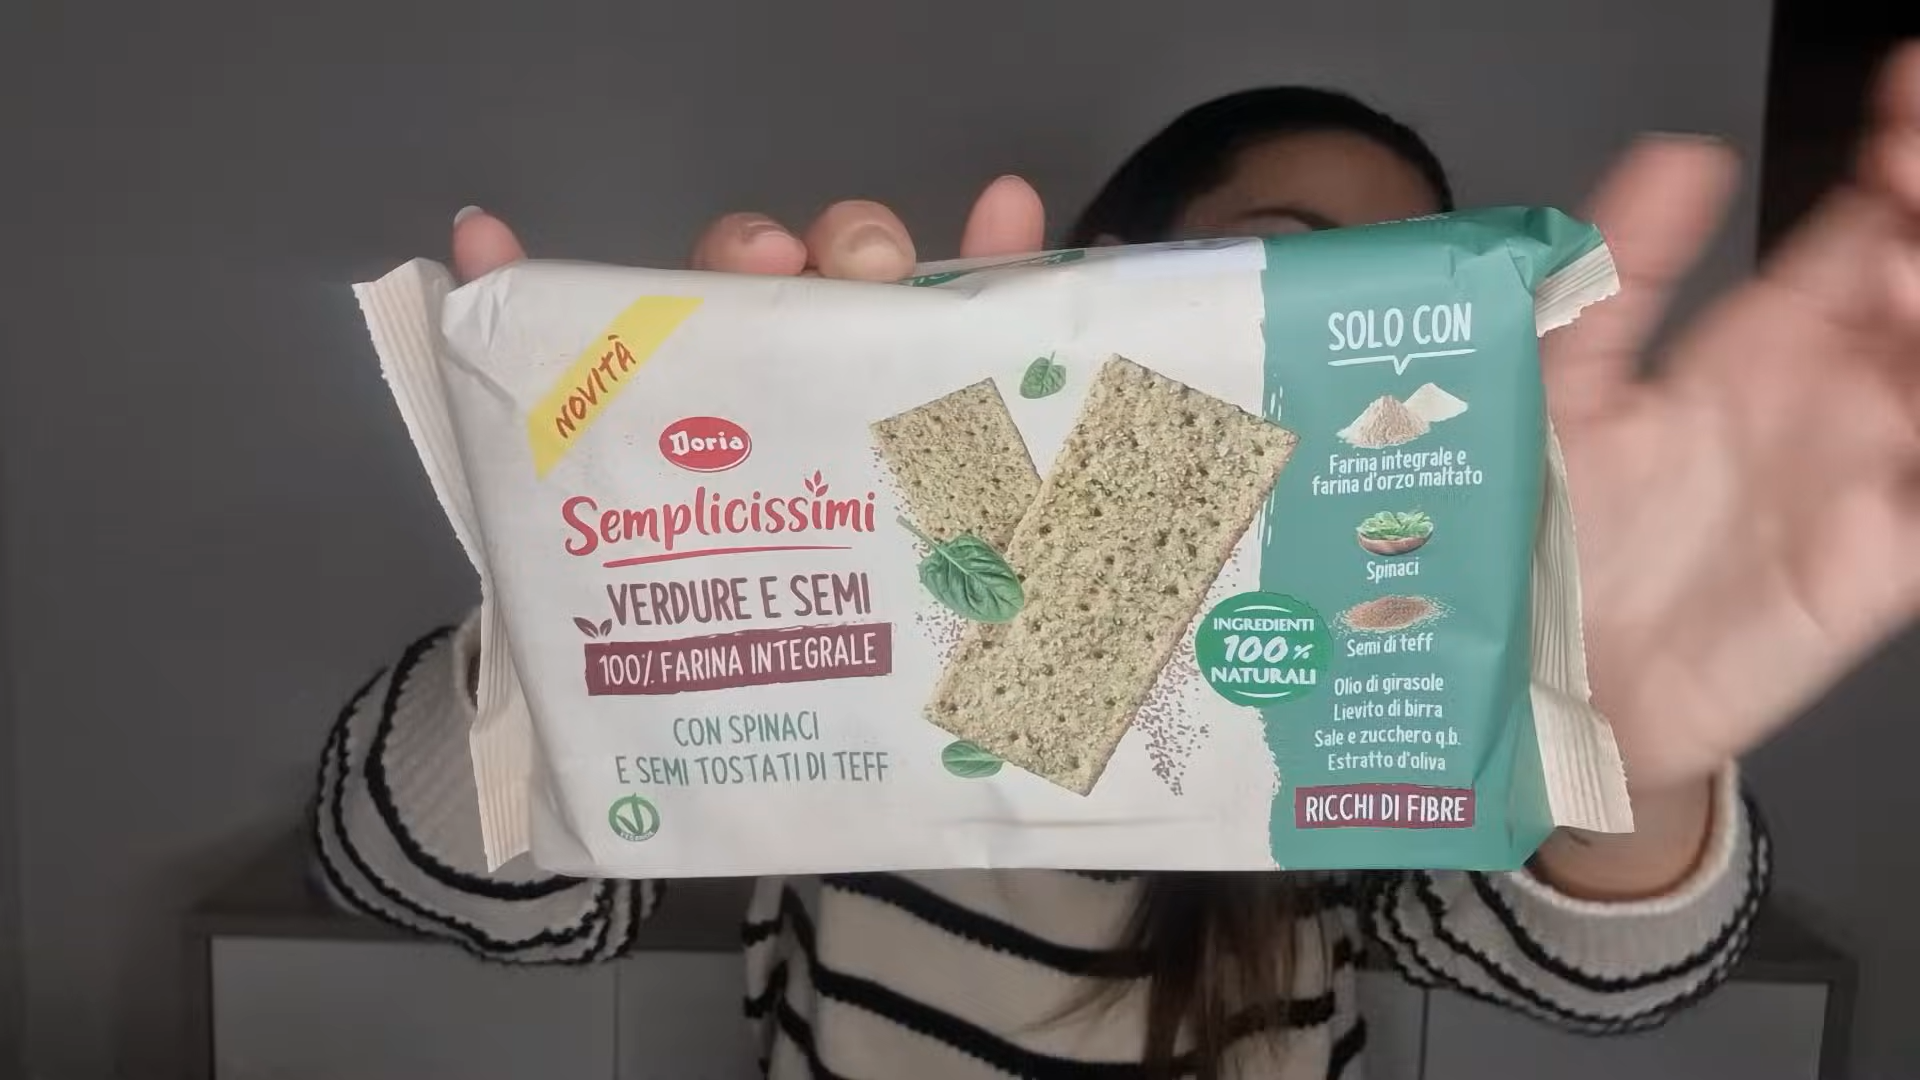 NOVITÀ
Doria
Semplicissimi
VERDURE E SEMI
100% FARINA INTEGRALE
CON SPINACI
E SEMI TOSTATI DI TEFF
INGREDIENTI
100%
NATURALI
SOLO CON
Farina integrale e
farina d'orzo maltato
Spinaci
Semi di teff
Olio di girasole
Lievito di birra
Sale e zucchero q.b.
Estratto d'oliva
RICCHI DI FIBRE